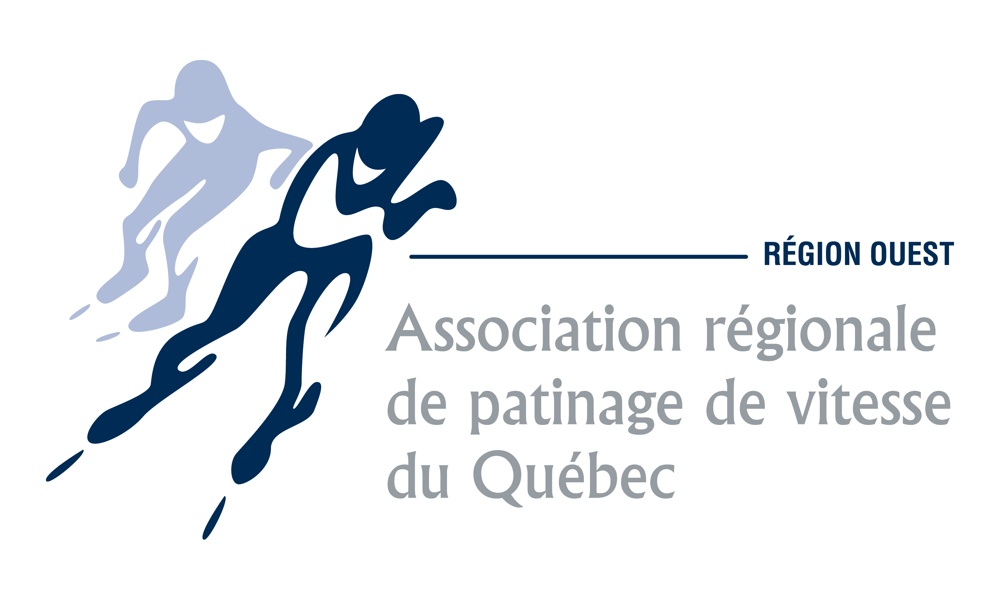 RÉGION OUEST
Association régionale
de patinage de vitesse
du Québec